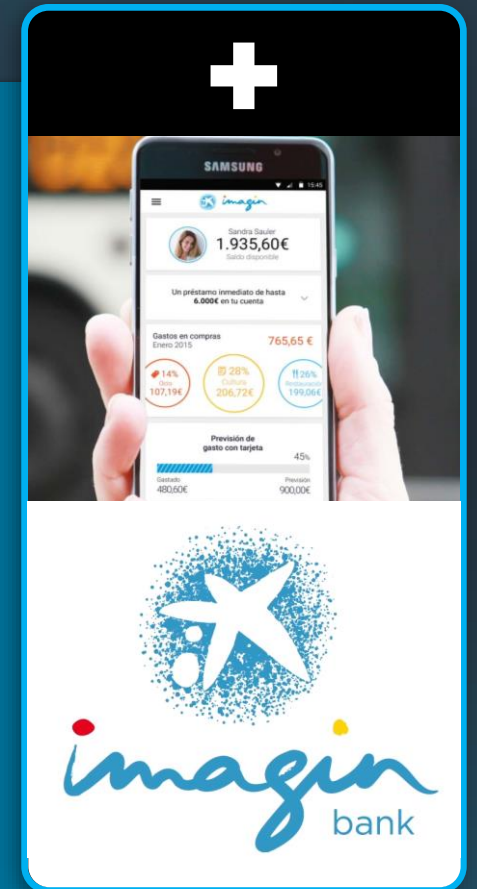 SAMSUNG
15:45
imagin
Sandra Sauler
1.935,60€
Saldo disponible
Un préstamo inmediato de hasta
6.000€ en tu cuenta
Gastos en compras
Enero 2015
765,65 €
14%
Otros
107,19€
28%
Cultura
206,72€
26%
Restauración
199,06€
Previsión de
gasto con tarjeta
45%
Gastado
480,60€
Previsión
900,00€
imagin
bank